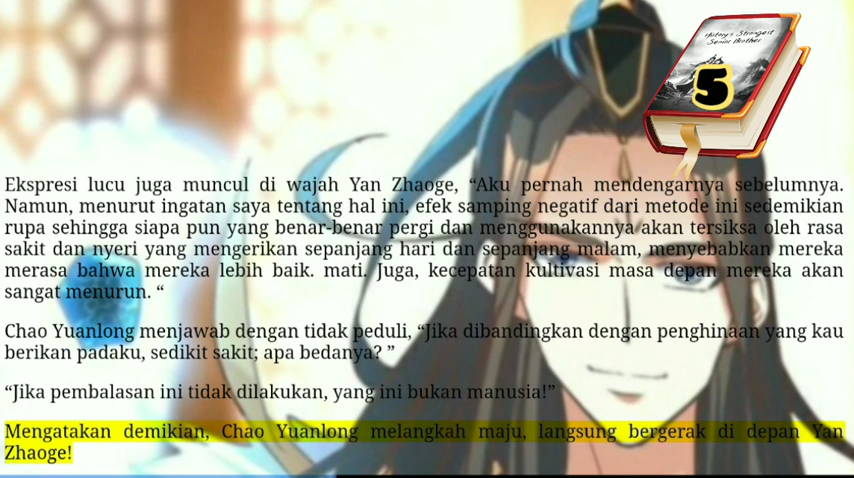 History's Strongest
Senior Brother
5
Ekspresi lucu juga muncul di wajah Yan Zhaoge, “Aku pernah mendengarnya sebelumnya.
Namun, menurut ingatan saya tentang hal ini, efek samping negatif dari metode ini sedemikian
rupa sehingga siapa pun yang benar-benar pergi dan menggunakannya akan tersiksa oleh rasa
sakit dan nyeri yang mengerikan sepanjang hari dan sepanjang malam, menyebabkan mereka
merasa bahwa mereka lebih baik. mati. Juga, kecepatan kultivasi masa depan mereka akan
sangat menurun. “
Chao Yuanlong menjawab dengan tidak peduli, “Jika dibandingkan dengan penghinaan yang kau
berikan padaku, sedikit sakit; apa bedanya? ”
“Jika pembalasan ini tidak dilakukan, yang ini bukan manusia!”
Mengatakan demikian, Chao Yuanlong melangkah maju, langsung bergerak di depan Yan
Zhaoge!